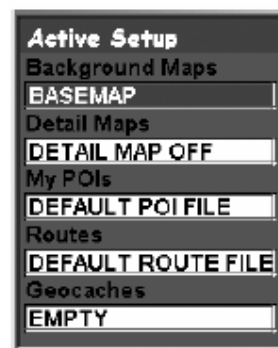 Active Setup
Background Maps
BASEMAP
Detail Maps
DETAIL MAP OFF
My POIs
DEFAULT POI FILE
Routes
DEFAULT ROUTE FILE
Geocaches
EMPTY